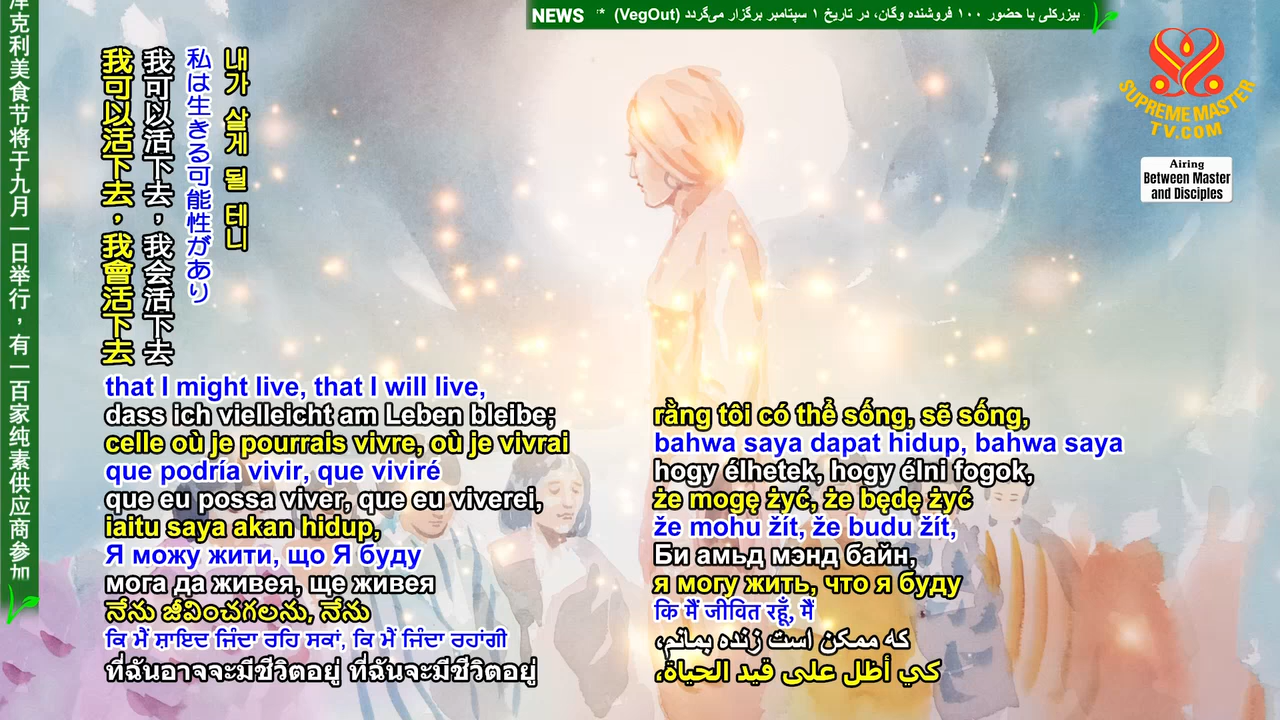 NEWS *' بیزرکلی با حضور ۱۰۰ فروشنده وگان، در تاریخ ۱ سپتامبر برگزار می‌گردد (VegOut)
SUPREME MASTER
TV.COM
Airing
Between Master
and Disciples
克利美食节将于九月一日举行，有一百家纯素供应商参加
내가 살게 될 테니
私は生きる可能性があり
我可以活下去，我会活下去
我可以活下去，我會活下去
that I might live, that I will live,
dass ich vielleicht am Leben bleibe;
celle où je pourrais vivre, où je vivrai
que podría vivir, que viviré
que eu possa viver, que eu viverei,
iaitu saya akan hidup,
Я можу жити, що Я буду
мога да живея, ще живея
నేను జీవించగలను, నేను
ਕਿ ਮੈਂ ਸ਼ਾਇਦ ਜਿੰਦਾ ਰਹਿ ਸਕਾਂ, ਕਿ ਮੈਂ ਜਿੰਦਾ ਰਹਾਂਗੀ
ที่ฉันอาจจะมีชีวิตอยู่ ที่ฉันจะมีชีวิตอยู่
rằng tôi có thể sống, sẽ sống,
bahwa saya dapat hidup, bahwa saya
hogy élhetek, hogy élni fogok,
że mogę żyć, że będę żyć
že mohu žít, že budu žít,
Би амьд мэнд байн,
я могу жить, что я буду
कि मैं जीवित रहूँ, मैं
که ممکن است زنده بمانم،
كي أظل على قيد الحياة،